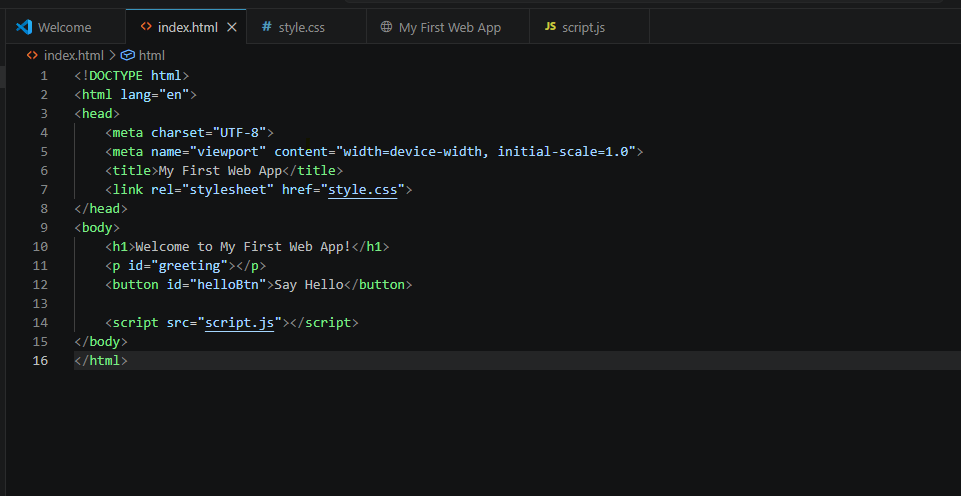 Welcome index.html style.css My First Web App JS script.js
index.html > html
1 <!DOCTYPE html>
2 <html lang="en">
3 <head>
4     <meta charset="UTF-8">
5     <meta name="viewport" content="width=device-width, initial-scale=1.0">
6     <title>My First Web App</title>
7     <link rel="stylesheet" href="style.css">
8 </head>
9 <body>
10     <h1>Welcome to My First Web App!</h1>
11     <p id="greeting"></p>
12     <button id="helloBtn">Say Hello</button>
13
14     <script src="script.js"></script>
15 </body>
16 </html>